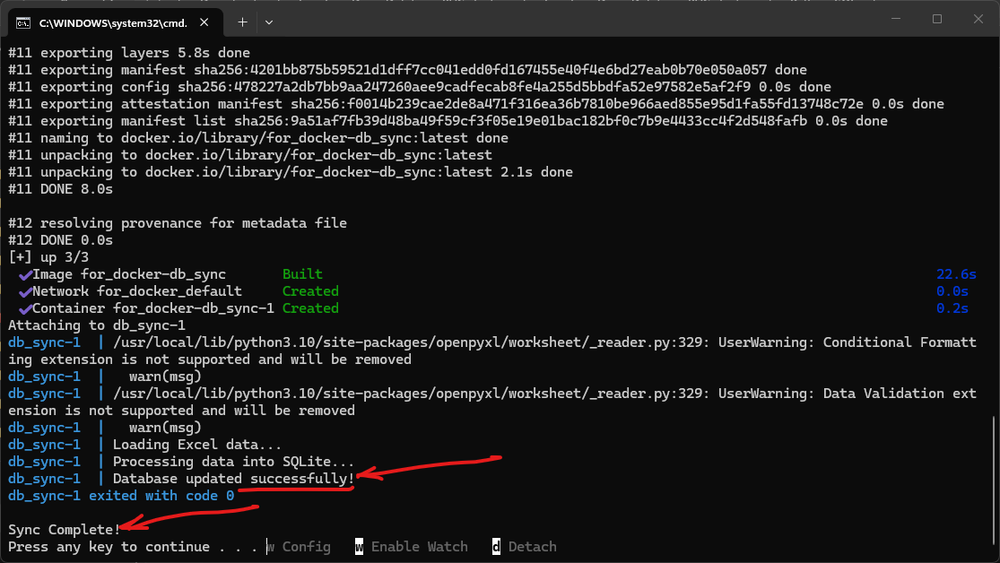 C:\WINDOWS\system32\cmd.
#11 exporting layers 5.8s done
#11 exporting manifest sha256:4201bb875b59521d1dff7cc041edd0fd167455e40f4e6bd27eab0b70e050a057 done
#11 exporting config sha256:478227a2db7bb9aa247260aee9cadfecab8fe4a255d5bbdfa52e97582e5af2f9 0.0s done
#11 exporting attestation manifest sha256:f0014b239cae2de8a471f316ea36b7810be966aed855e95d1fa55fd13748c72e 0.0s done
#11 exporting manifest list sha256:9a51af7fb39d48ba49f59cf3f05e19e01bac182bf0c7b9e4433cc4f2d548fafb 0.0s done
#11 naming to docker.io/library/for_docker-db_sync:latest done
#11 unpacking to docker.io/library/for_docker-db_sync:latest
#11 unpacking to docker.io/library/for_docker-db_sync:latest 2.1s done
#11 DONE 8.0s
#12 resolving provenance for metadata file
#12 DONE 0.0s
[+] up 3/3
✔Image for_docker-db_sync Built 22.6s
✔Network for_docker_default Created 0.0s
✔Container for_docker-db_sync-1 Created 0.2s
Attaching to db_sync-1
db_sync-1 | /usr/local/lib/python3.10/site-packages/openpyxl/worksheet/_reader.py:329: UserWarning: Conditional Formatt
ing extension is not supported and will be removed
db_sync-1 | warn(msg)
db_sync-1 | /usr/local/lib/python3.10/site-packages/openpyxl/worksheet/_reader.py:329: UserWarning: Data Validation ext
ension is not supported and will be removed
db_sync-1 | warn(msg)
db_sync-1 | Loading Excel data...
db_sync-1 | Processing data into SQLite...
db_sync-1 | Database updated successfully!
db_sync-1 exited with code 0
Sync Complete!
Press any key to continue . . . w Config w Enable Watch d Detach